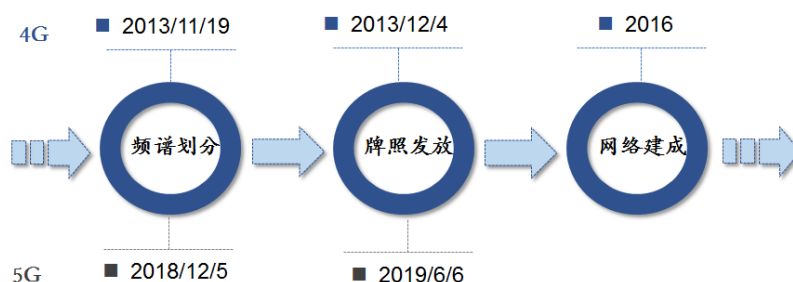 4G
■ 2013/11/19
■ 2013/12/4
■ 2016
频谱划分
牌照发放
网络建成
5G
■ 2018/12/5
■ 2019/6/6